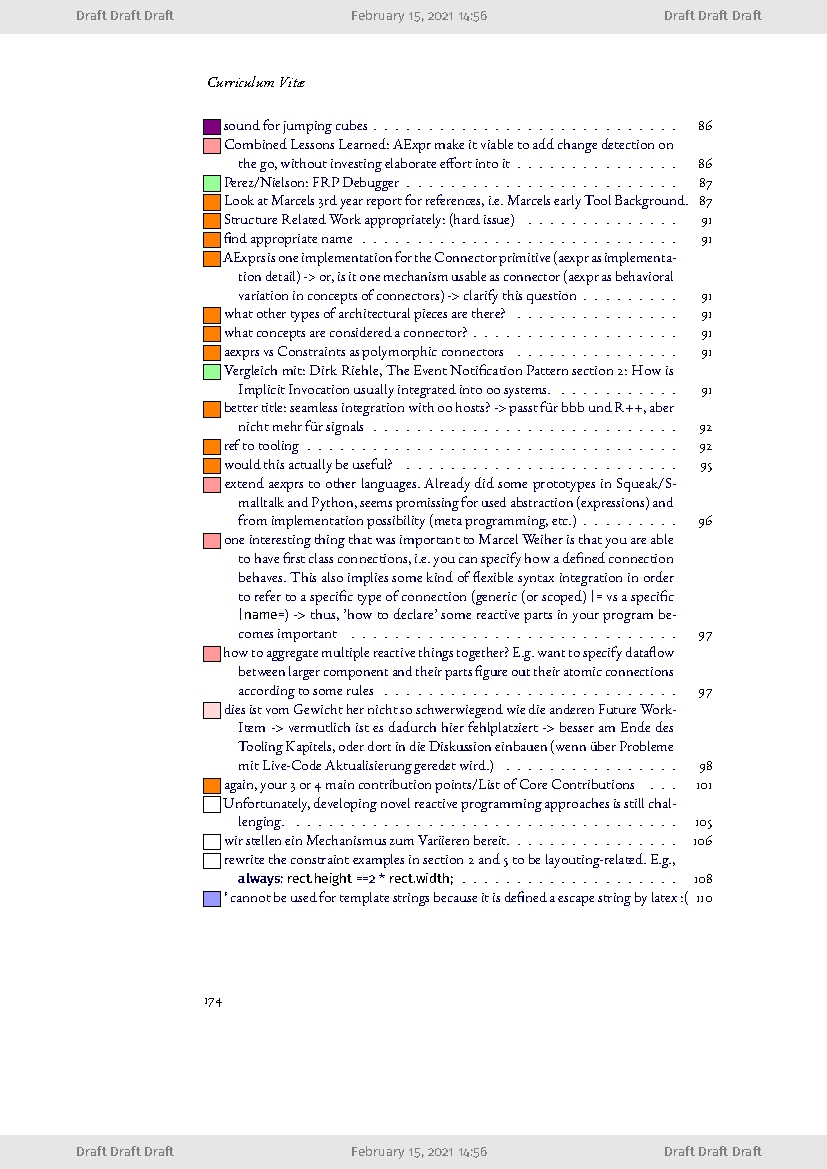 Draft Draft Draft February 15, 2021 14:56 Draft Draft Draft
Curriculum Vitæ
sound for jumping cubes . . . . . . . . . . . . . . . . . . . . . . . . . . . . 86
Combined Lessons Learned: AExpr make it viable to add change detection on
the go, without investing elaborate effort into it . . . . . . . . . . . . . . . 86
Perez/Nielson: FRP Debugger . . . . . . . . . . . . . . . . . . . . . . . . . 87
Look at Marcels 3rd year report for references, i.e. Marcels early Tool Background. 87
Structure Related Work appropriately: (hard issue) . . . . . . . . . . . . . . 91
find appropriate name . . . . . . . . . . . . . . . . . . . . . . . . . . . . . 91
AExprs is one implementation for the Connector primitive (aexpr as implementa-
tion detail) -> or, is it one mechanism usable as connector (aexpr as behavioral
variation in concepts of connectors) -> clarify this question . . . . . . . . . 91
what other types of architectural pieces are there? . . . . . . . . . . . . . . . 91
what concepts are considered a connector? . . . . . . . . . . . . . . . . . . . 91
aexprs vs Constraints as polymorphic connectors . . . . . . . . . . . . . . . 91
Vergleich mit: Dirk Riehle, The Event Notification Pattern section 2: How is
Implicit Invocation usually integrated into oo systems. . . . . . . . . . . . 91
better title: seamless integration with oo hosts? -> passt für bbb und R++, aber
nicht mehr für signals . . . . . . . . . . . . . . . . . . . . . . . . . . . . 92
ref to tooling . . . . . . . . . . . . . . . . . . . . . . . . . . . . . . . . . . 92
would this actually be useful? . . . . . . . . . . . . . . . . . . . . . . . . . 95
extend aexprs to other languages. Already did some prototypes in Squeak/S-
malltalk and Python, seems promissing for used abstraction (expressions) and
from implementation possibility (meta programming, etc.) . . . . . . . . . 96
one interesting thing that was important to Marcel Weiher is that you are able
to have first class connections, i.e. you can specify how a defined connection
behaves. This also implies some kind of flexible syntax integration in order
to refer to a specific type of connection (generic (or scoped) |= vs a specific
|name=) -> thus, 'how to declare' some reactive parts in your program be-
comes important . . . . . . . . . . . . . . . . . . . . . . . . . . . . . . 97
how to aggregate multiple reactive things together? E.g. want to specify dataflow
between larger component and their parts figure out their atomic connections
according to some rules . . . . . . . . . . . . . . . . . . . . . . . . . . . 97
dies ist vom Gewicht her nicht so schwerwiegend wie die anderen Future Work-
Item -> vermutlich ist es dadurch hier fehlplatziert -> besser am Ende des
Tooling Kapitels, oder dort in die Diskussion einbauen (wenn über Probleme
mit Live-Code Aktualisierung geredet wird.) . . . . . . . . . . . . . . . . 98
again, your 3 or 4 main contribution points/List of Core Contributions . . . 101
Unfortunately, developing novel reactive programming approaches is still chal-
lenging. . . . . . . . . . . . . . . . . . . . . . . . . . . . . . . . . . . . 105
wir stellen ein Mechanismus zum Variieren bereit. . . . . . . . . . . . . . . . 106
rewrite the constraint examples in section 2 and 5 to be layouting-related. E.g.,
always: rect.height ==2 * rect.width; . . . . . . . . . . . . . . . . . . . . 108
' cannot be used for template strings because it is defined a escape string by latex :( 110
174
Draft Draft Draft February 15, 2021 14:56 Draft Draft Draft